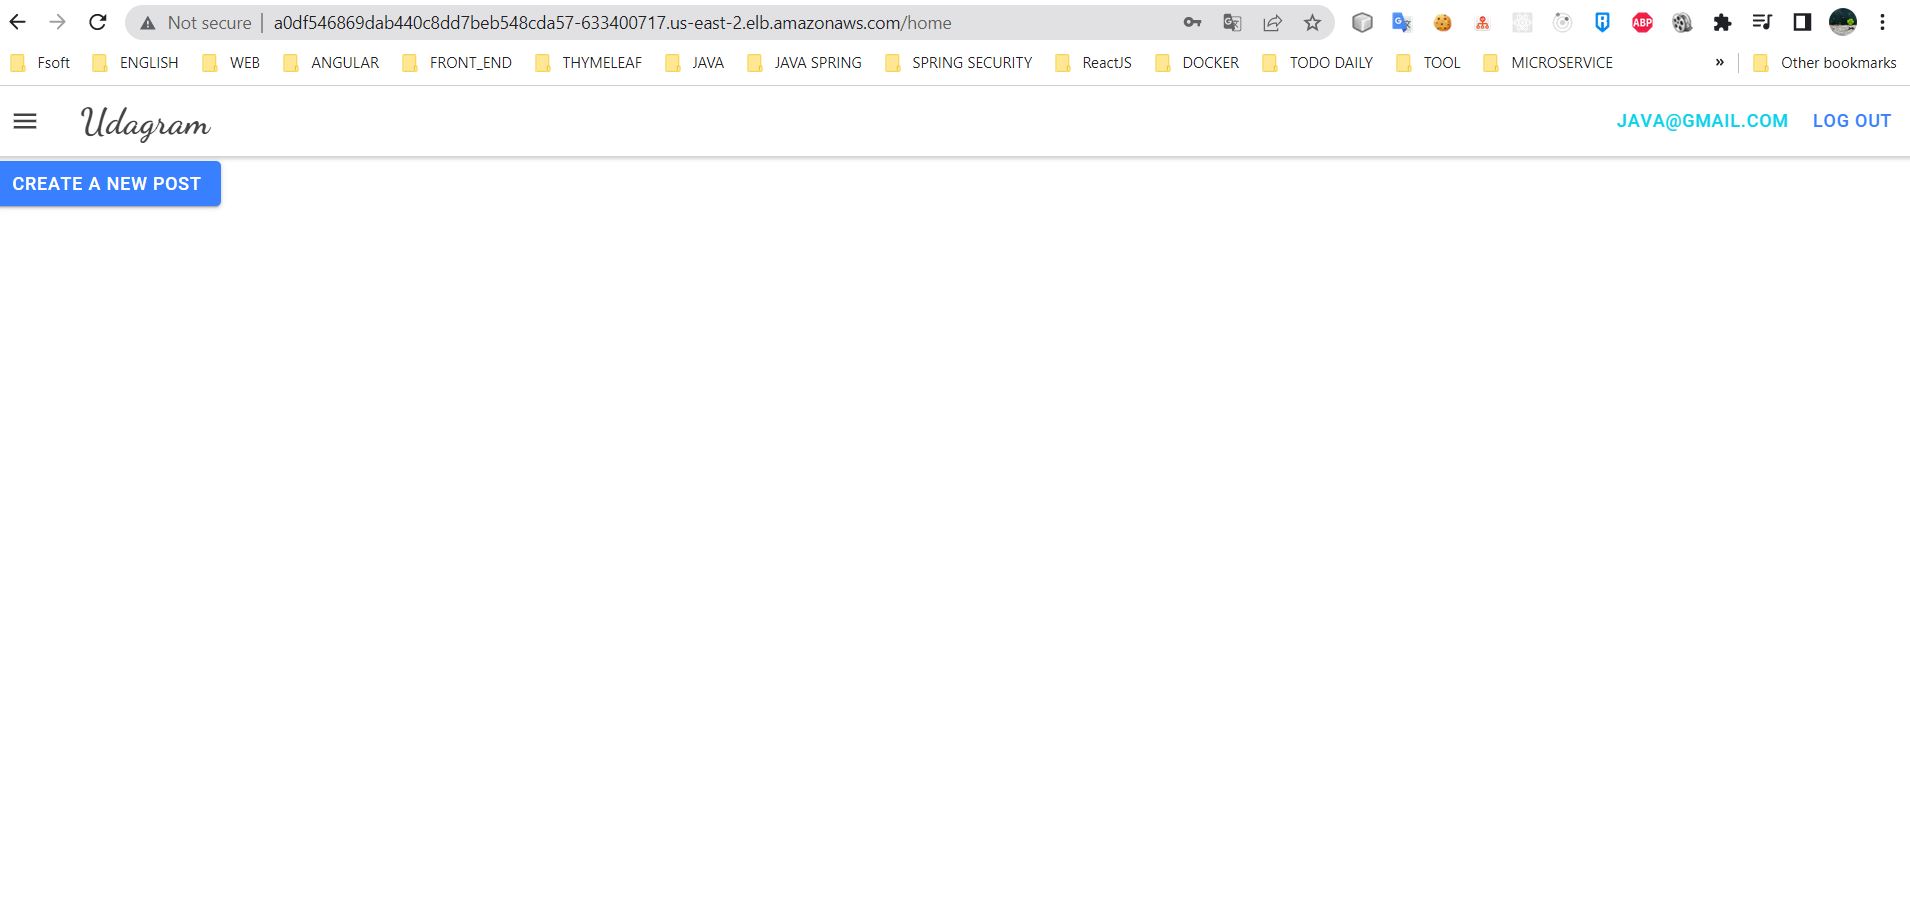 Not secure | a0df546869dab440c8dd7beb548cda57-633400717.us-east-2.elb.amazonaws.com/home ABP
Fsoft ENGLISH WEB ANGULAR FRONT_END THYMELEAF JAVA JAVA SPRING SPRING SECURITY ReactJS DOCKER TODO DAILY TOOL MICROSERVICE » Other bookmarks
Udagram JAVA@GMAIL.COM LOG OUT
CREATE A NEW POST